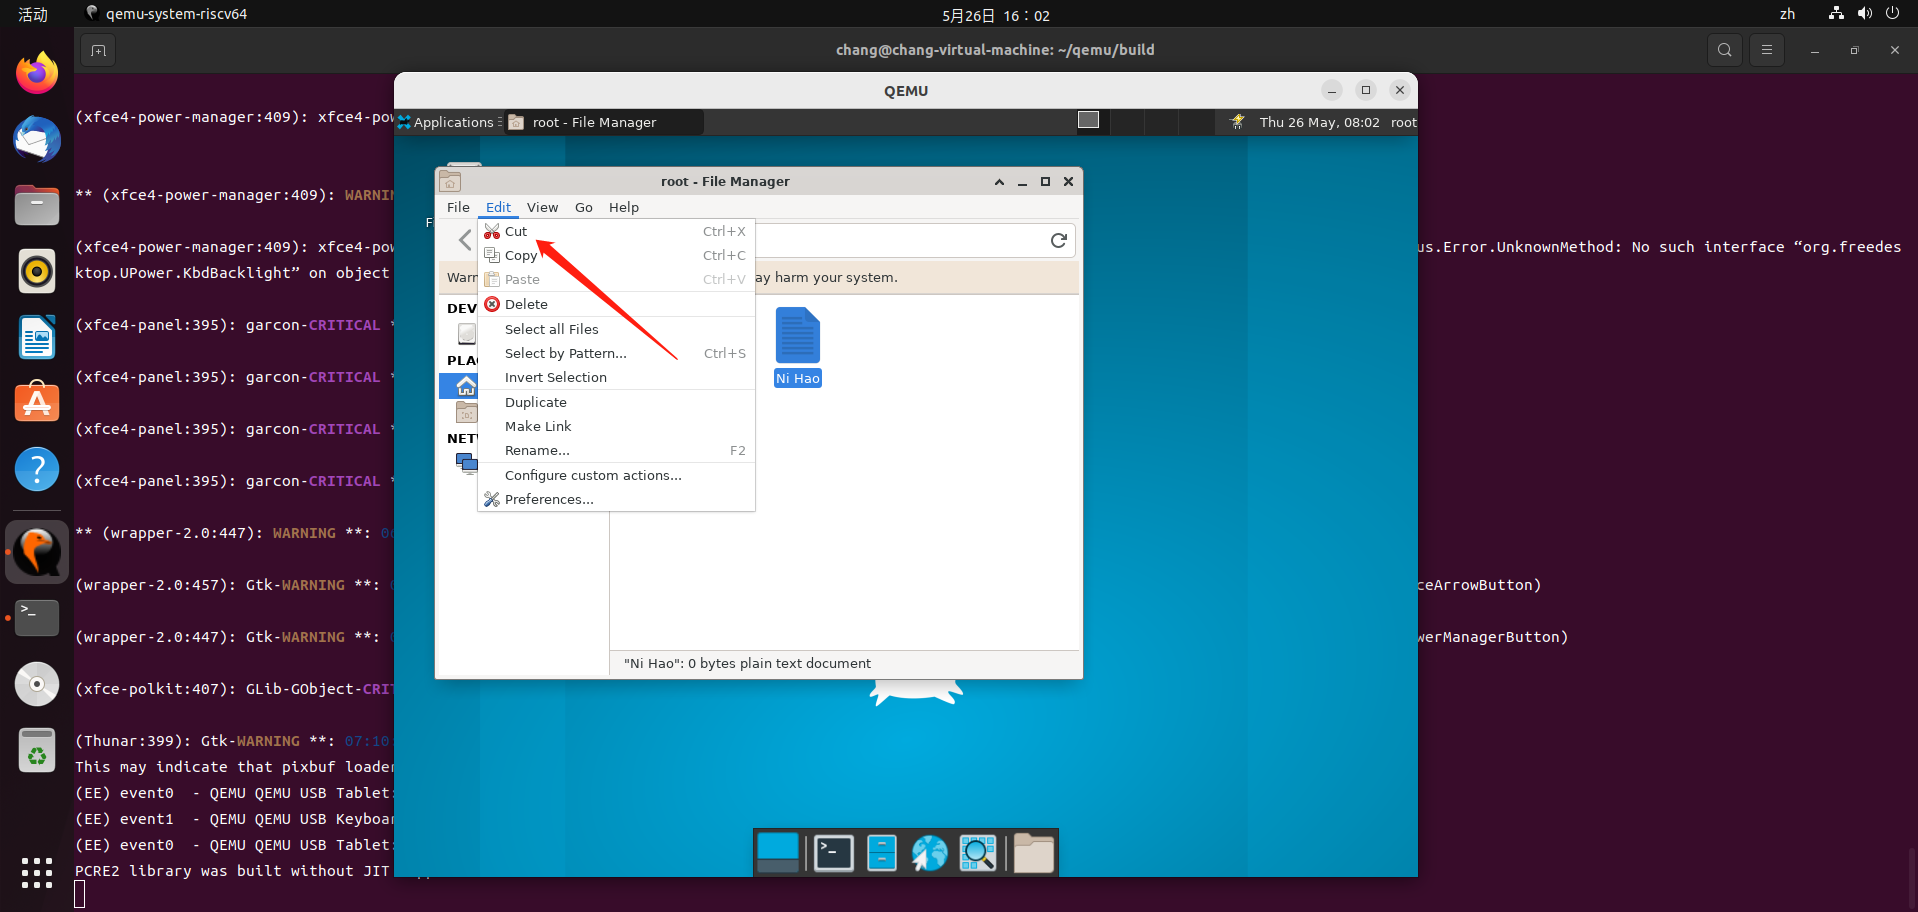 活动
qemu-system-riscv64
5月26日 16：02
zh
chang@chang-virtual-machine: ~/qemu/build
QEMU
Applications
root - File Manager
Thu 26 May, 08:02 root
root - File Manager
File Edit View Go Help
Cut Ctrl+X
Copy Ctrl+C
Paste Ctrl+V
Delete
Select all Files
Select by Pattern... Ctrl+S
Invert Selection
Duplicate
Make Link
Rename... F2
Configure custom actions...
Preferences...
Warn
ay harm your system.
DEV
PLA
NET
Ni Hao
"Ni Hao": 0 bytes plain text document
(xfce4-power-manager:409): xfce4-po
** (xfce4-power-manager:409): WARNI
(xfce4-power-manager:409): xfce4-po
us.Error.UnknownMethod: No such interface “org.freedes
ktop.UPower.KbdBacklight” on object
(xfce4-panel:395): garcon-CRITICAL *
(xfce4-panel:395): garcon-CRITICAL *
(xfce4-panel:395): garcon-CRITICAL *
(xfce4-panel:395): garcon-CRITICAL *
** (wrapper-2.0:447): WARNING **: 0
(wrapper-2.0:457): Gtk-WARNING **:
ceArrowButton)
(wrapper-2.0:447): Gtk-WARNING **:
werManagerButton)
(xfce-polkit:407): GLib-GObject-CRIT
(Thunar:399): Gtk-WARNING **: 07:10:
This may indicate that pixbuf loader
(EE) event0  - QEMU QEMU USB Tablet:
(EE) event1  - QEMU QEMU USB Keyboar
(EE) event0  - QEMU QEMU USB Tablet:
PCRE2 library was built without JIT